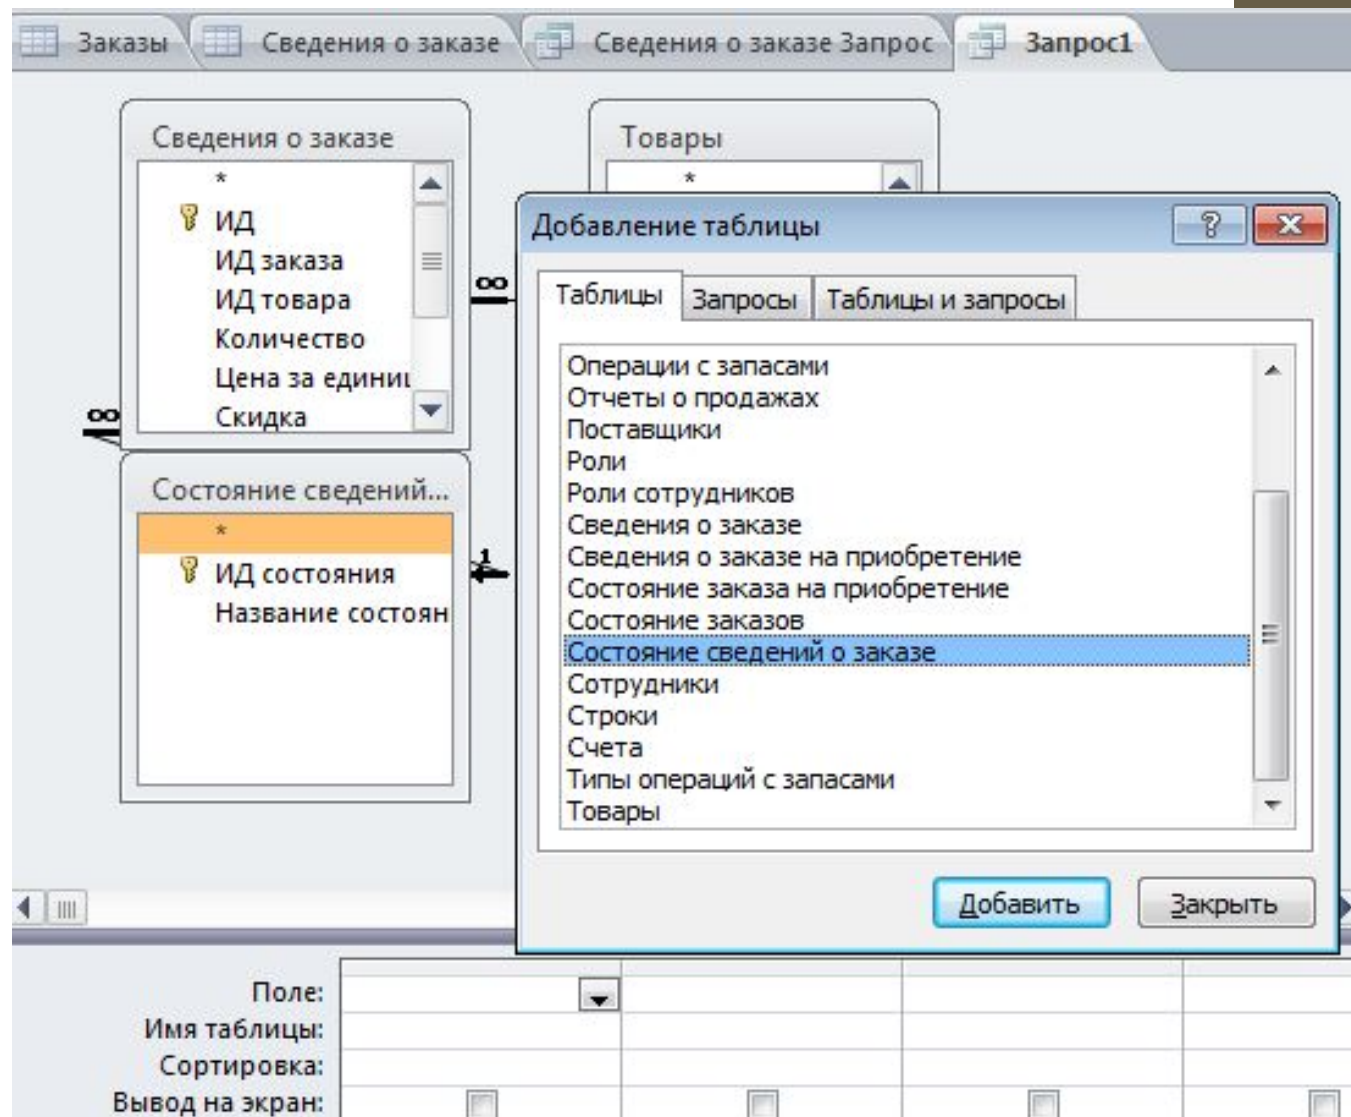 Заказы
Сведения о заказе
Сведения о заказе Запрос
Запрос1
Сведения о заказе
*
ИД
ИД заказа
ИД товара
Количество
Цена за едини
Скидка
∞
∞
Товары
*
Состояние сведений...
*
ИД состояния
Название состоян
1
Добавление таблицы
?
Таблицы
Запросы
Таблицы и запросы
Операции с запасами
Отчеты о продажах
Поставщики
Роли
Роли сотрудников
Сведения о заказе
Сведения о заказе на приобретение
Состояние заказа на приобретение
Состояние заказов
Состояние сведений о заказе
Сотрудники
Строки
Счета
Типы операций с запасами
Товары
Добавить
Закрыть
Поле:
Имя таблицы:
Сортировка:
Вывод на экран: